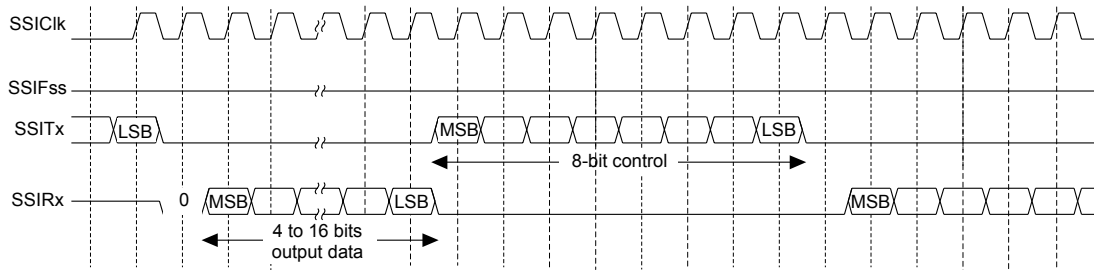 SSIClk
SSIFss
SSITx
LSB
MSB
LSB
8-bit control
SSIRx
0
MSB
LSB
MSB
4 to 16 bits
output data